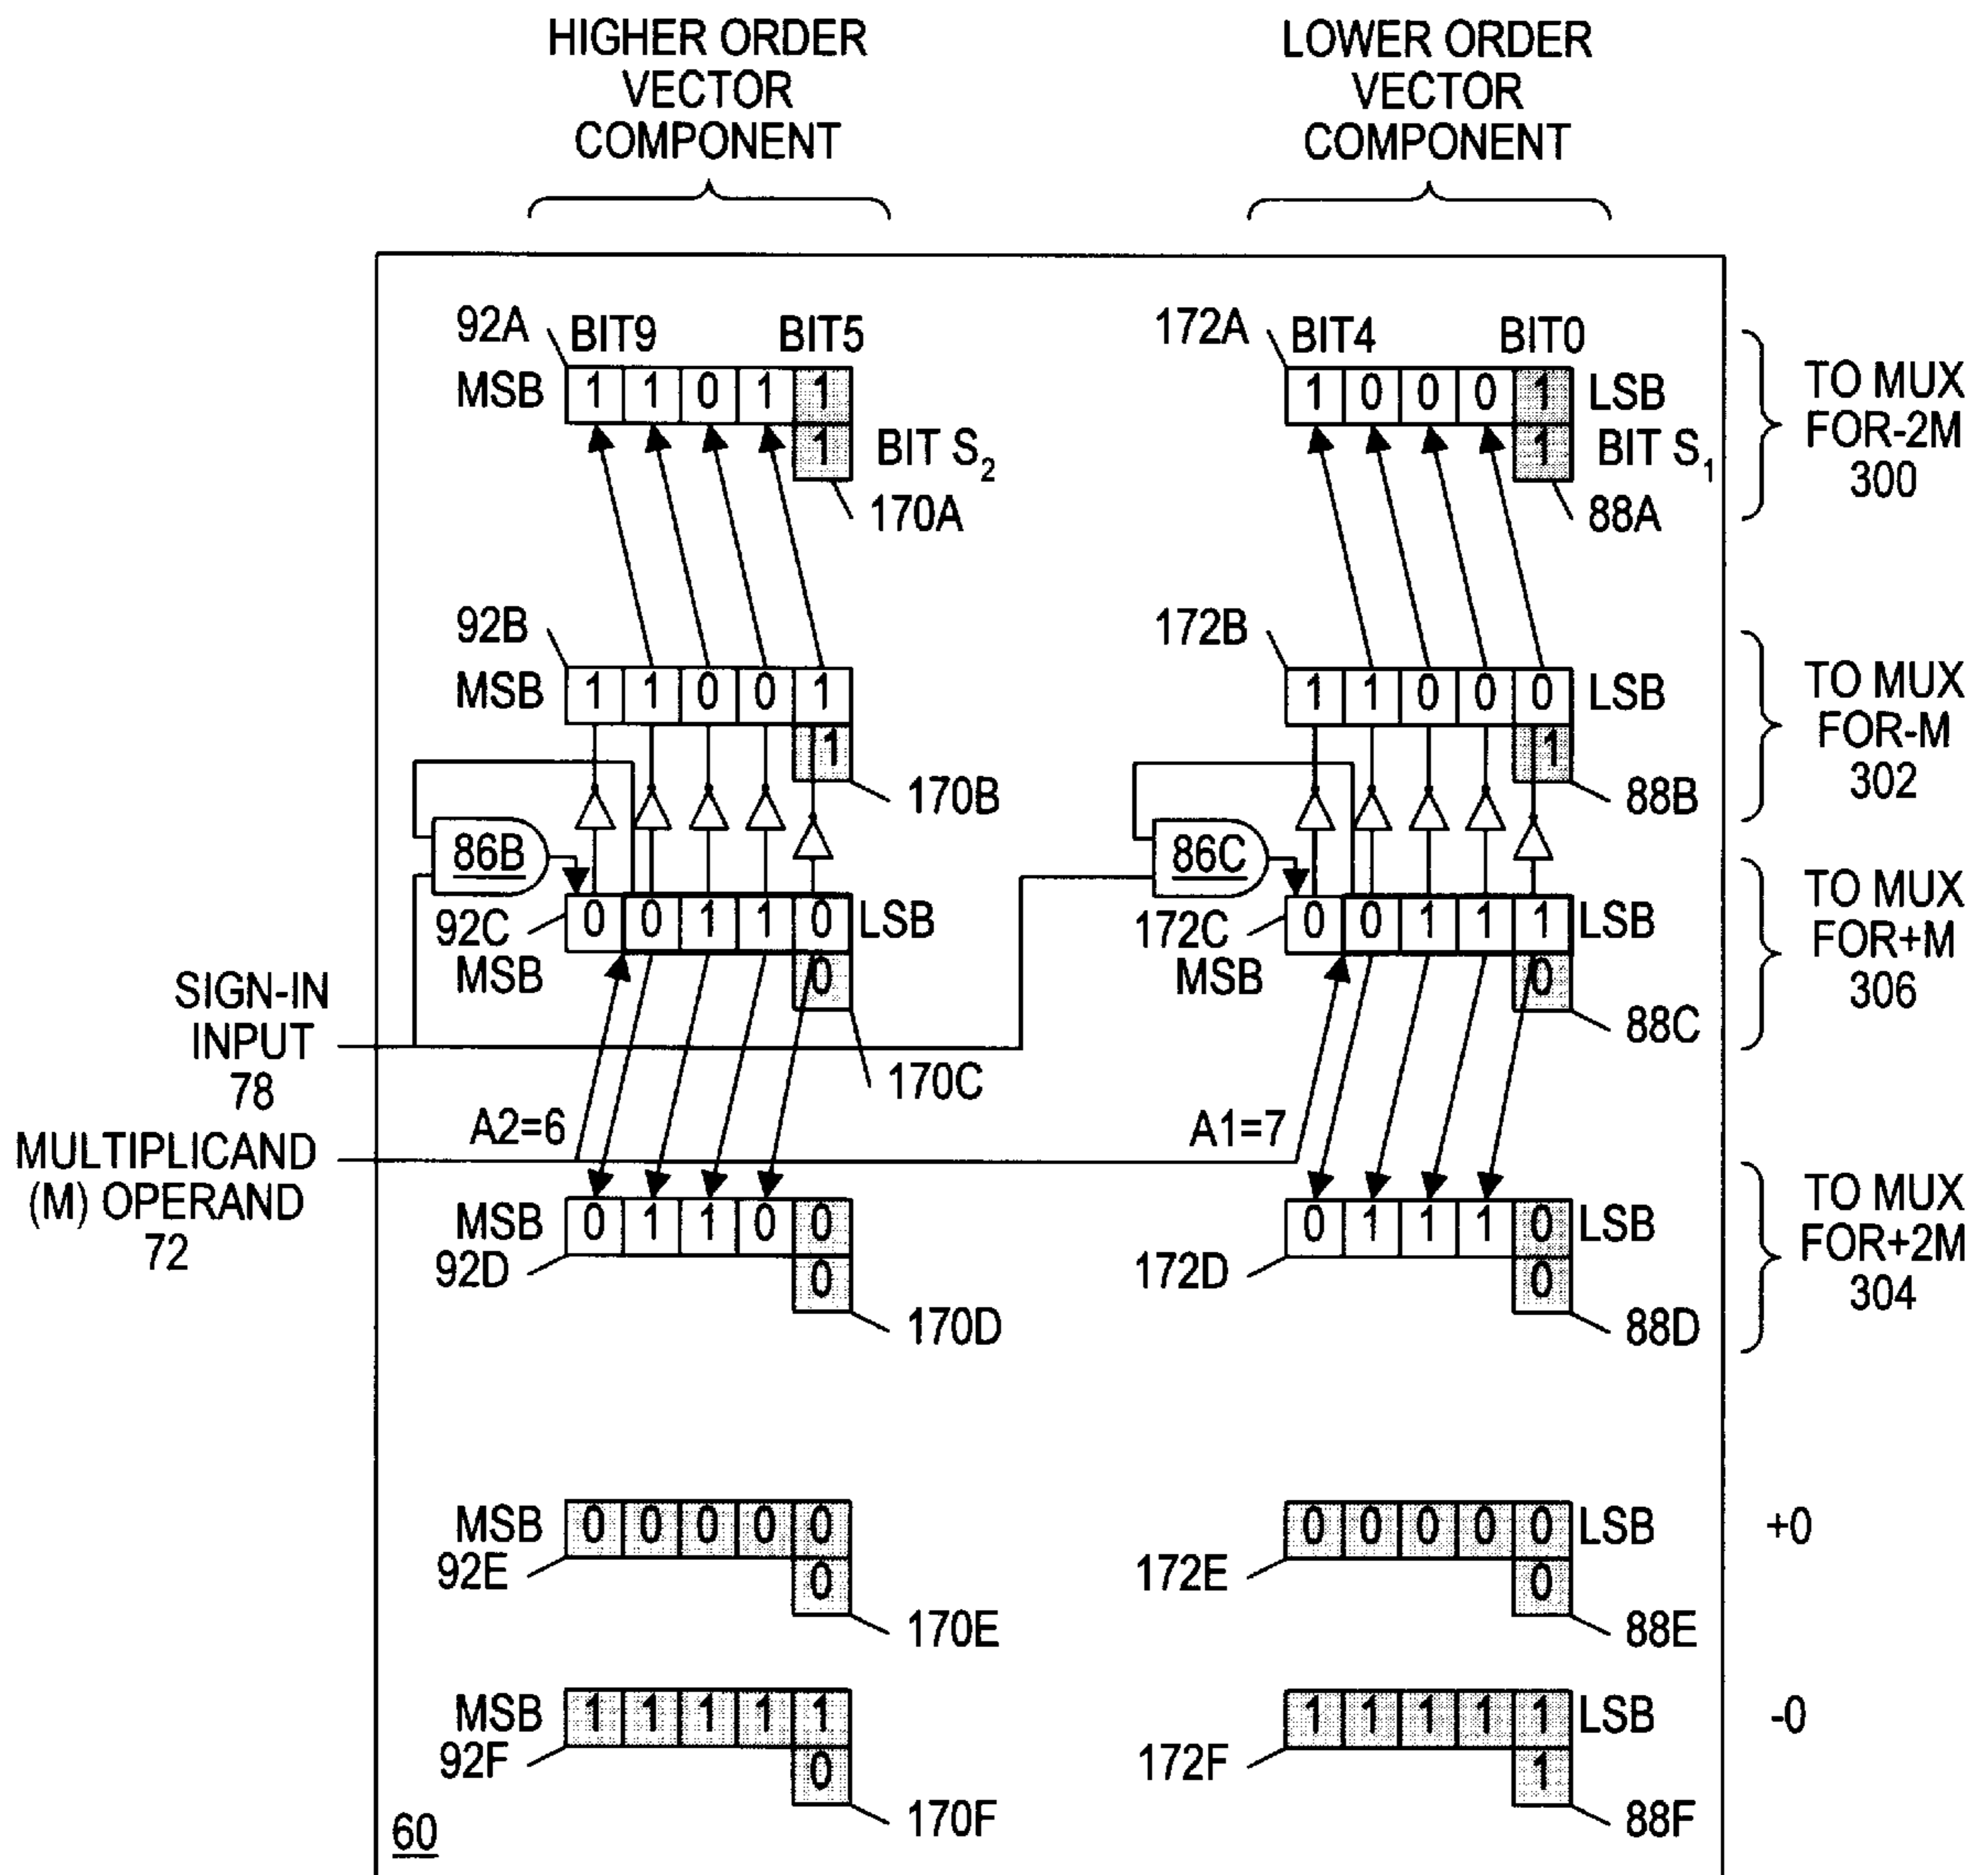 HIGHER ORDER
VECTOR
COMPONENT
LOWER ORDER
VECTOR
COMPONENT
92A
BIT9
BIT5
MSB
1 1 0 1 1
1
BIT S2
170A
172A
BIT4
BIT0
1 0 0 0 1
LSB
1
BIT S1
88A
TO MUX
FOR-2M
300
92B
MSB
1 1 0 0 1
1
170B
172B
1 1 0 0 0
LSB
1
88B
TO MUX
FOR-M
302
86B
92C
MSB
0 0 1 1 0
LSB
0
170C
86C
172C
MSB
0 0 1 1 1
LSB
0
88C
TO MUX
FOR+M
306
SIGN-IN
INPUT
78
MULTIPLICAND
(M) OPERAND
72
A2=6
A1=7
MSB
92D
0 1 1 0 0
0
170D
172D
0 1 1 1 0
LSB
0
88D
TO MUX
FOR+2M
304
MSB
92E
0 0 0 0 0
0
170E
172E
0 0 0 0 0
LSB
0
88E
+0
MSB
92F
1 1 1 1 1
0
170F
172F
1 1 1 1 1
LSB
1
88F
-0
60